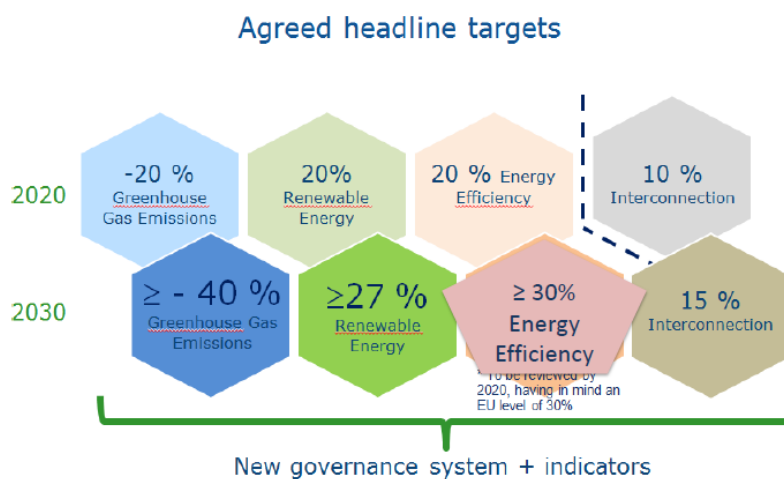 Agreed headline targets
2020
-20 %
Greenhouse
Gas Emissions
20%
Renewable
Energy
20 % Energy
Efficiency
10 %
Interconnection
2030
≥ - 40 %
Greenhouse Gas
Emissions
≥27 %
Renewable
Energy
≥ 30%
Energy
Efficiency
* To be reviewed by
2020, having in mind an
EU level of 30%
15 %
Interconnection
New governance system + indicators